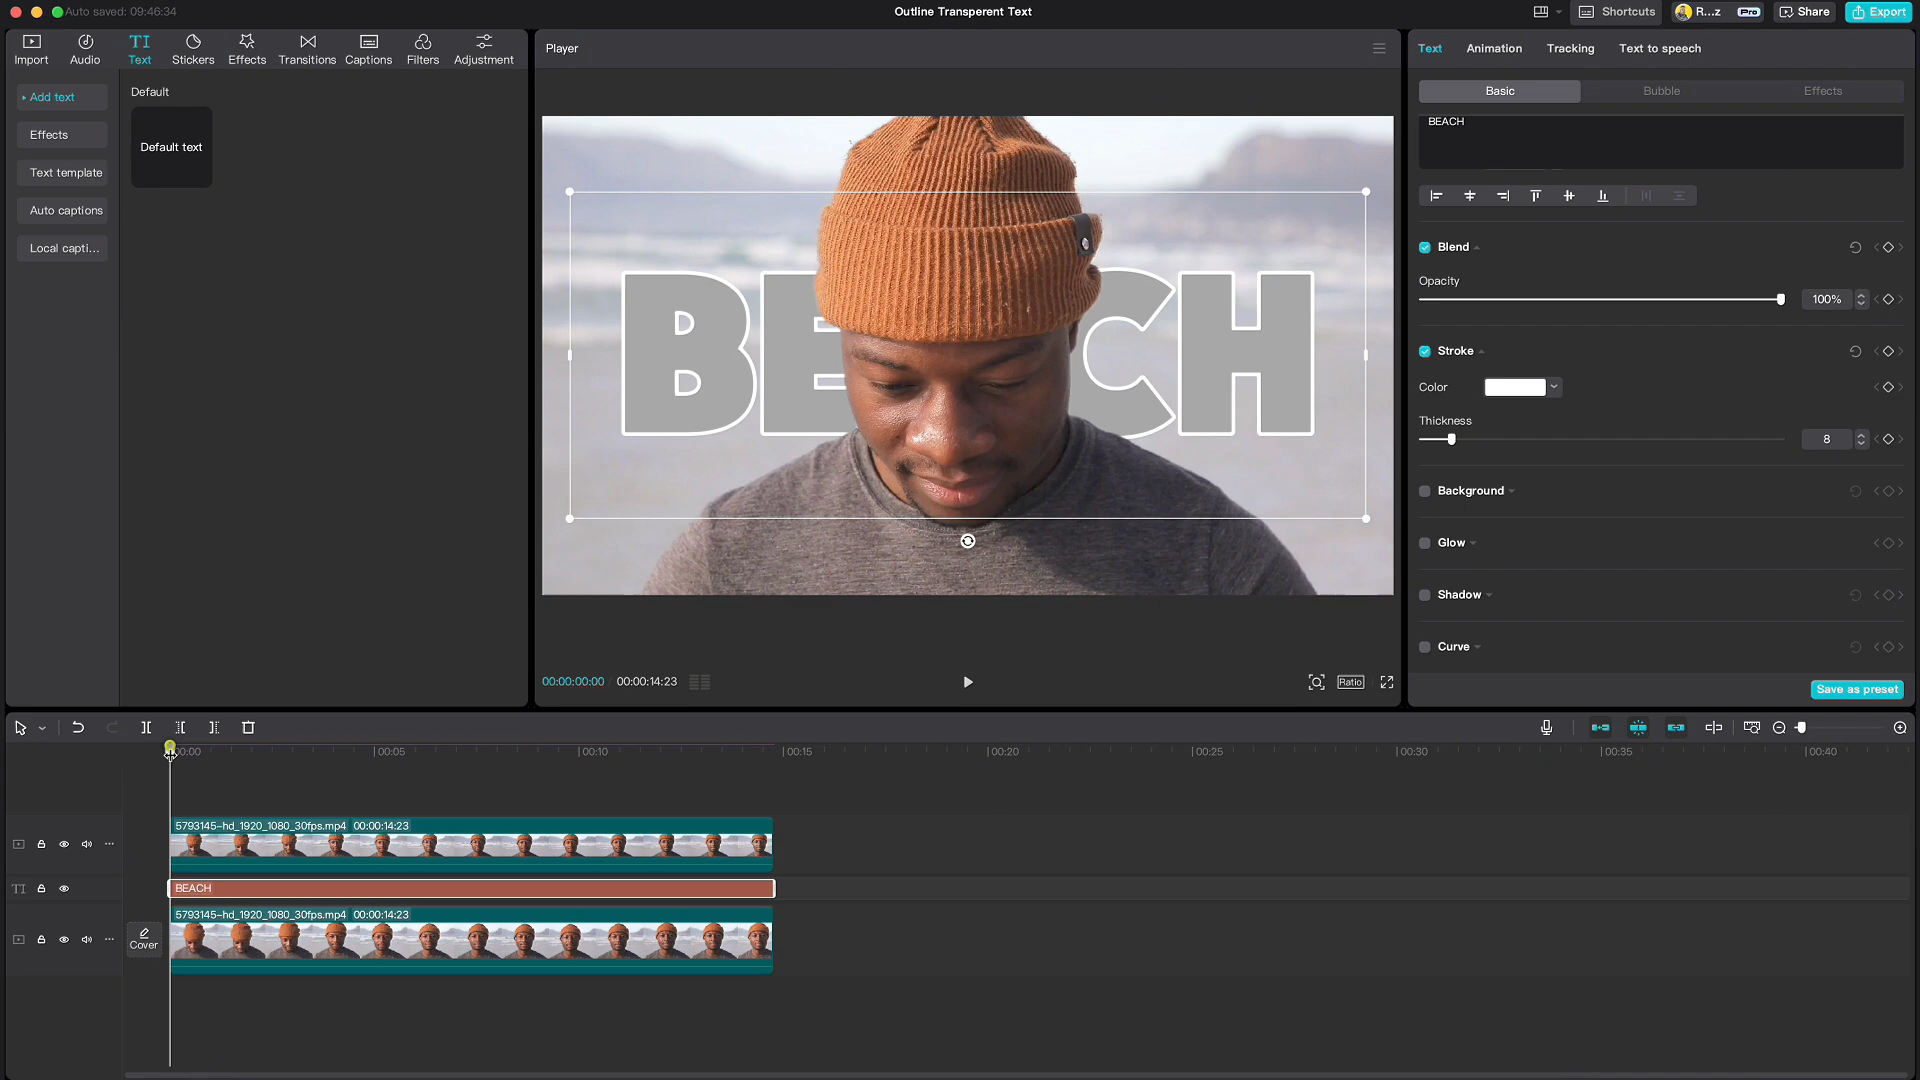 Auto saved: 09:46:34
Outline Transperent Text
Shortcuts
R...z
Pro
Share
Export
Import
Audio
TI
Text
Stickers
Effects
Transitions
Captions
Filters
Adjustment
Add text
Effects
Text template
Auto captions
Local capti...
Default
Default text
Player
BEACH
00:00:00:00 / 00:00:14:23
Ratio
Text
Animation
Tracking
Text to speech
Basic
Bubble
Effects
BEACH
Blend
Opacity
100%
Stroke
Color
Thickness
8
Background
Glow
Shadow
Curve
Save as preset
00:00
00:05
00:10
00:15
00:20
00:25
00:30
00:35
00:40
5793145-hd_1920_1080_30fps.mp4 00:00:14:23
TI
BEACH
Cover
5793145-hd_1920_1080_30fps.mp4 00:00:14:23